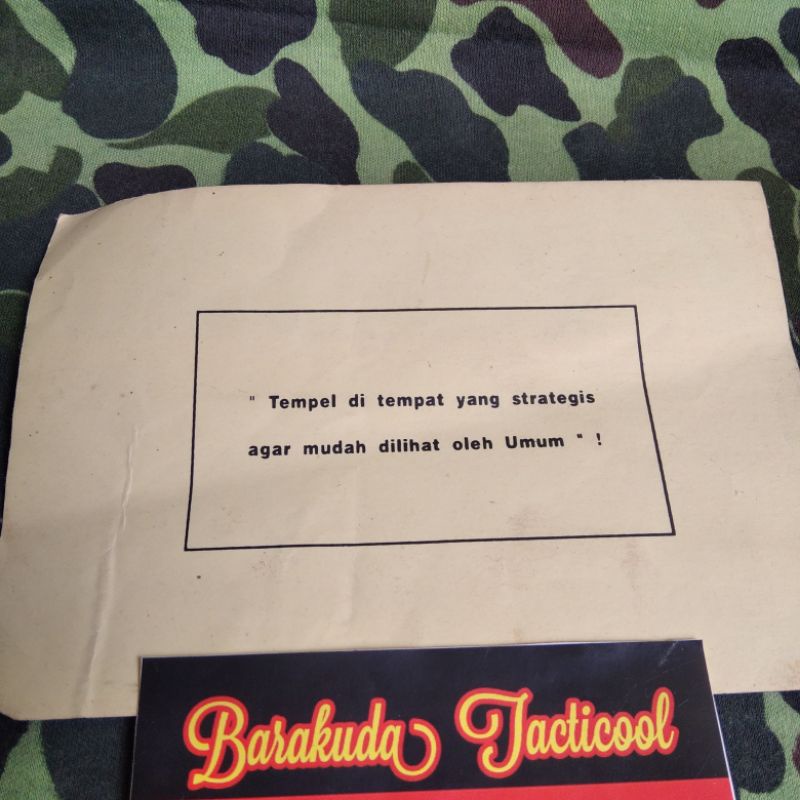 " Tempel di tempat yang strategis
agar mudah dilihat oleh Umum " !
Barakuda Tacticool